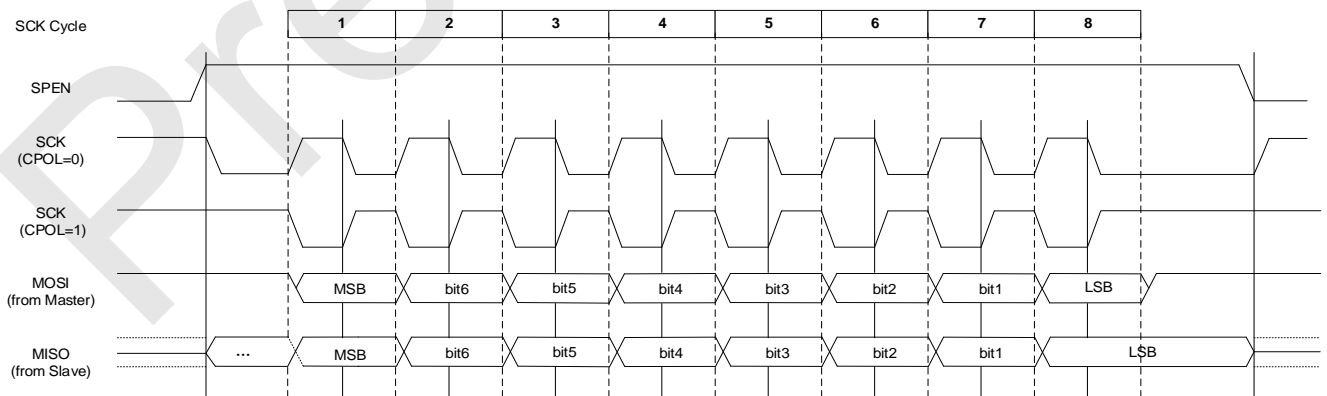 SCK Cycle 1 2 3 4 5 6 7 8
SPEN
SCK
(CPOL=0)
SCK
(CPOL=1)
MOSI
(from Master)
MSB bit6 bit5 bit4 bit3 bit2 bit1 LSB
MISO
(from Slave)
... MSB bit6 bit5 bit4 bit3 bit2 bit1 LSB
Pre